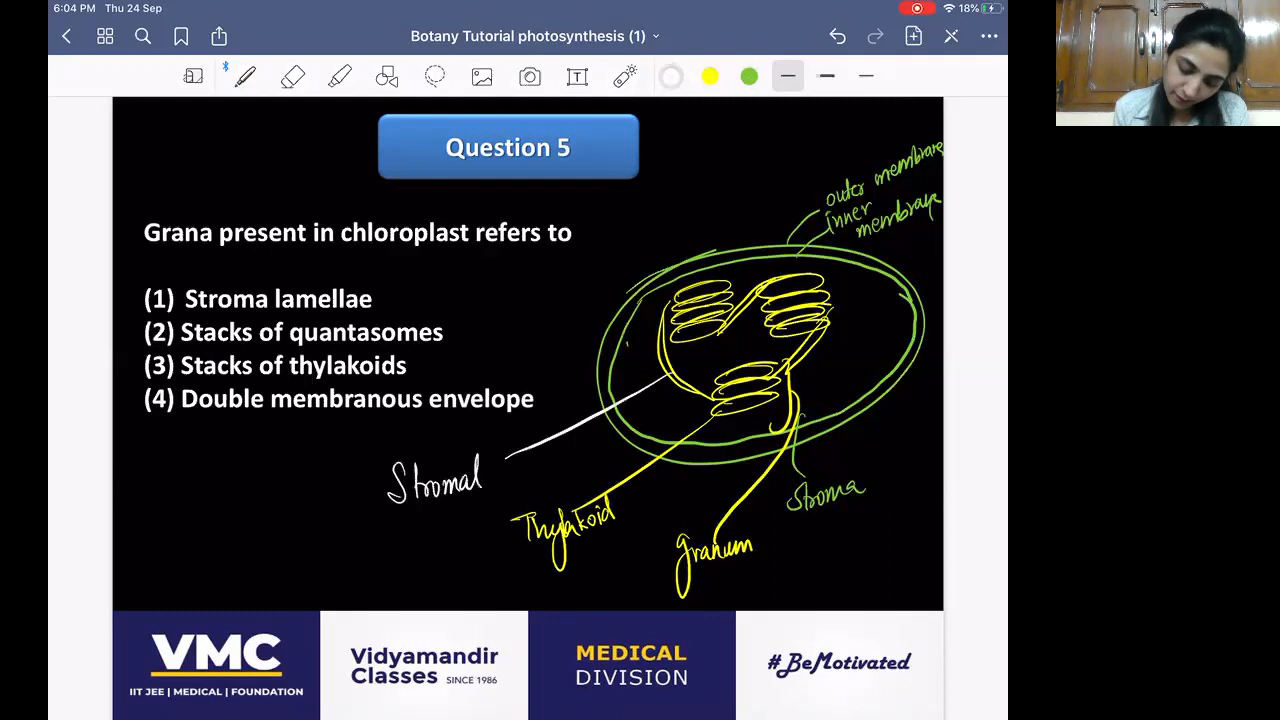 6:04 PM Thu 24 Sep
18%
Botany Tutorial photosynthesis (1)
T
Question 5
outer membrane
inner
membrane
Grana present in chloroplast refers to
(1) Stroma lamellae
(2) Stacks of quantasomes
(3) Stacks of thylakoids
(4) Double membranous envelope
Stromal
Thylakoid
Stroma
granum
VMC
IIT JEE | MEDICAL | FOUNDATION
Vidyamandir
Classes SINCE 1986
MEDICAL
DIVISION
#BeMotivated